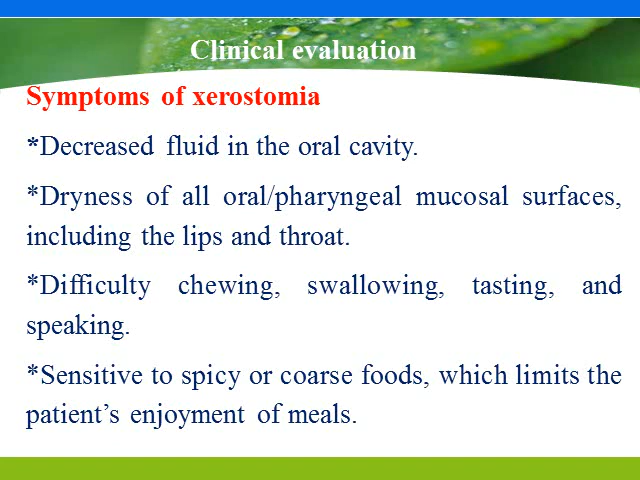 Clinical evaluation
Symptoms of xerostomia
*Decreased fluid in the oral cavity.
*Dryness of all oral/pharyngeal mucosal surfaces,
including the lips and throat.
*Difficulty chewing, swallowing, tasting, and
speaking.
*Sensitive to spicy or coarse foods, which limits the
patient’s enjoyment of meals.